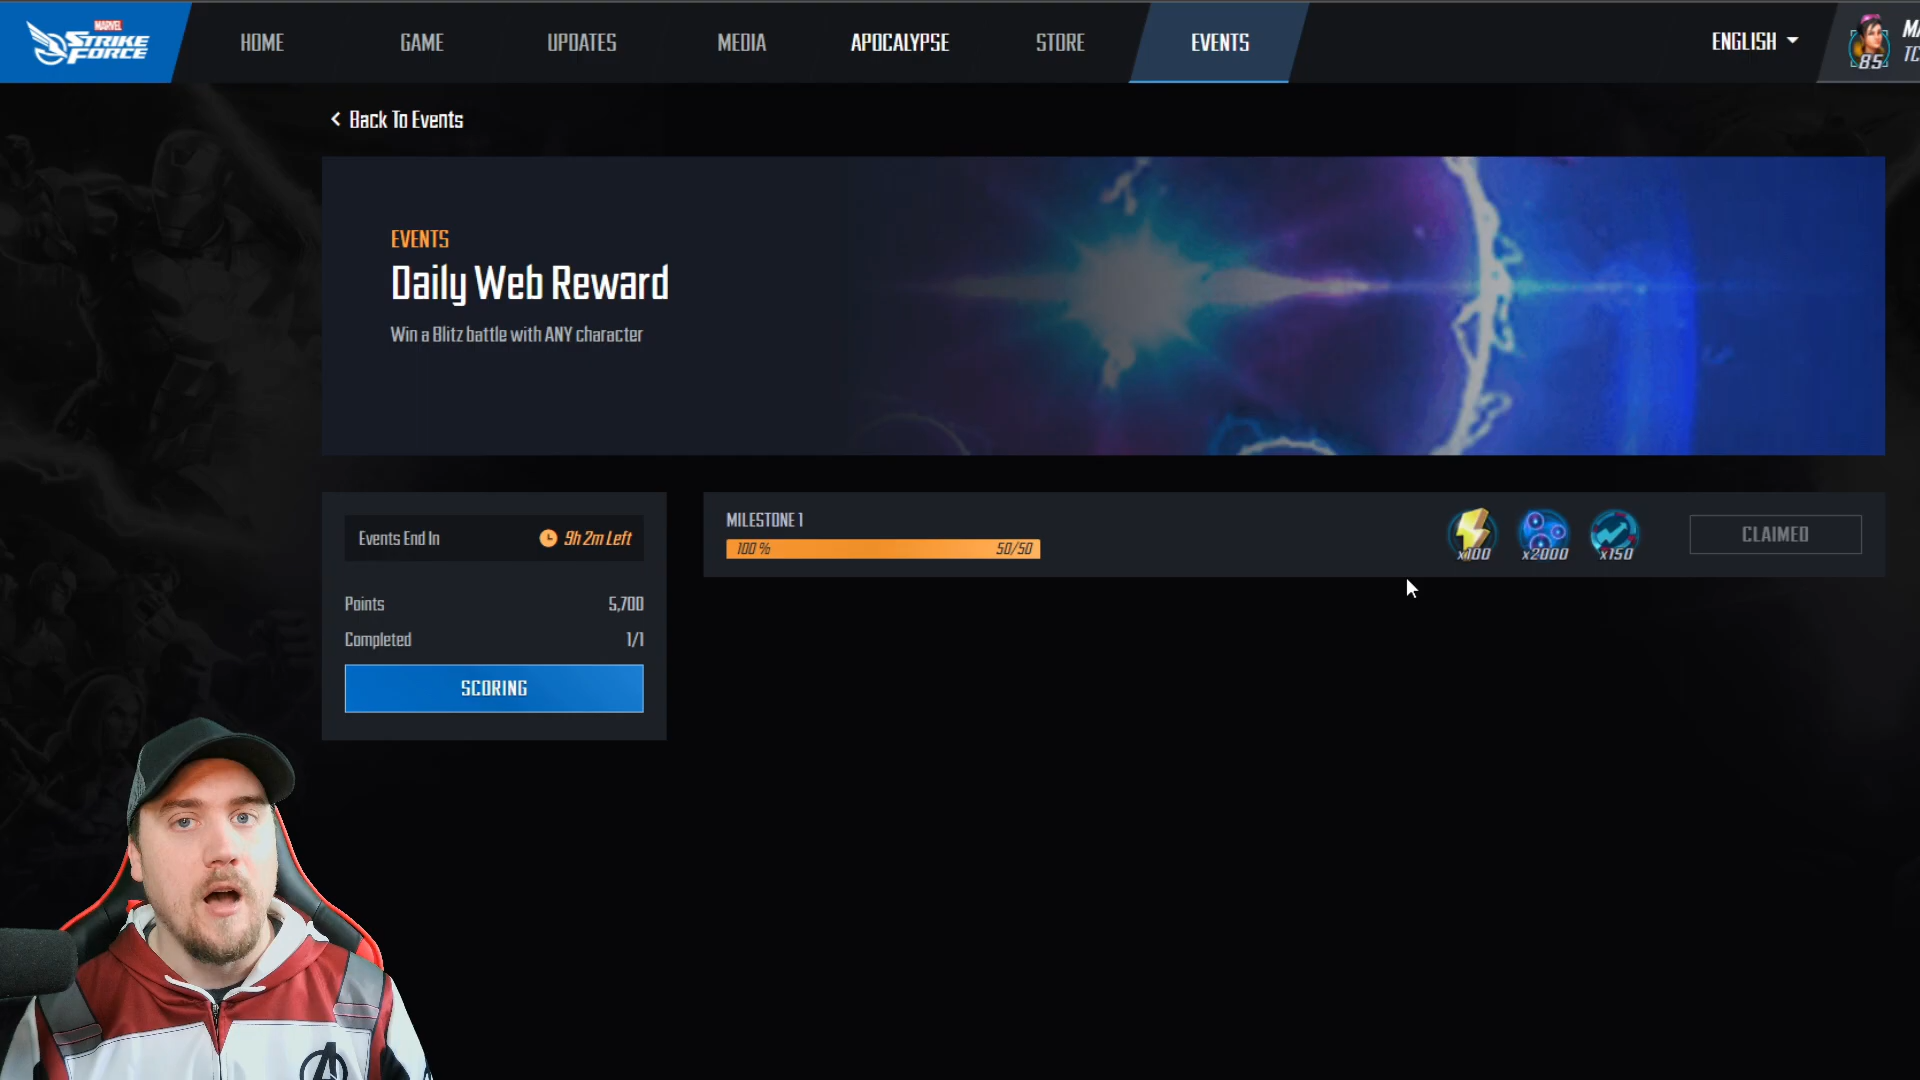 MARVEL
STRIKE
FORCE
HOME
GAME
UPDATES
MEDIA
APOCALYPSE
STORE
EVENTS
ENGLISH
85
Back To Events
EVENTS
Daily Web Reward
Win a Blitz battle with ANY character
Events End In
9h 2m Left
Points
5,700
Completed
1/1
SCORING
MILESTONE 1
100 %
50/50
x100
x2000
x150
CLAIMED